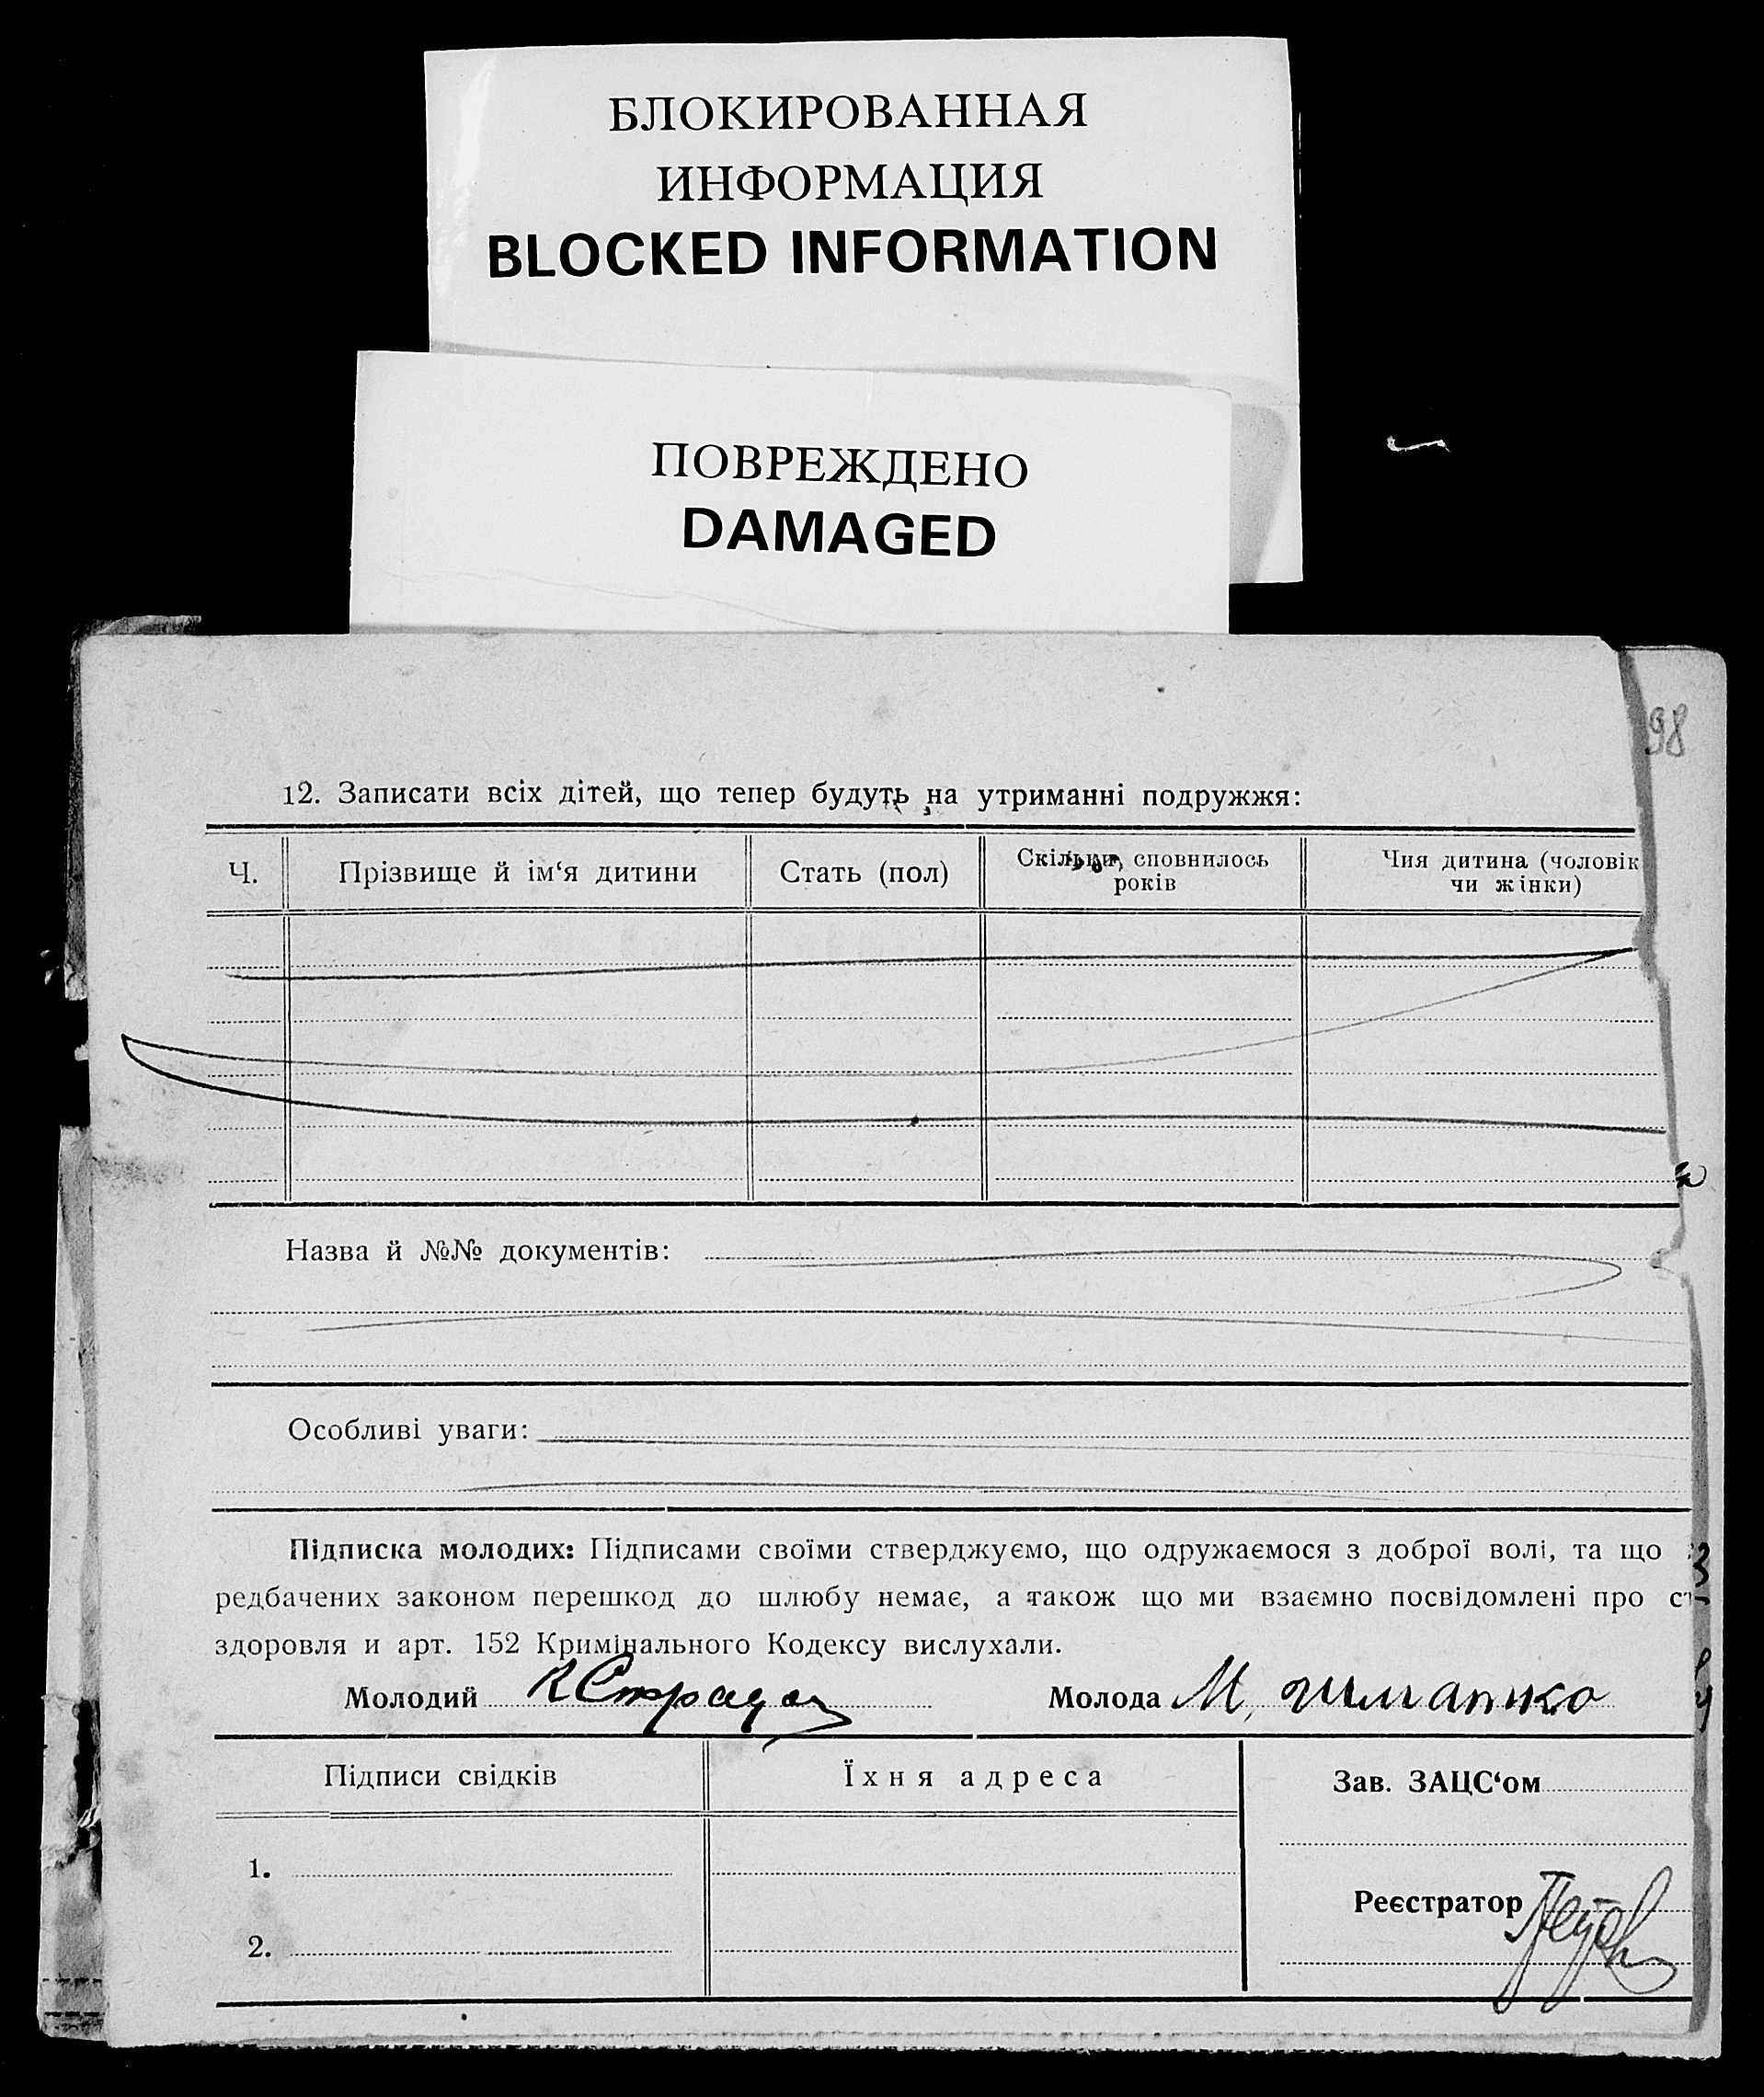 БЛОКИРОВАННАЯ
ИНФОРМАЦИЯ
BLOCKED INFORMATION
ПОВРЕЖДЕНО
DAMAGED
98
12. Записати всіх дітей, що тепер будуть на утриманні подружжя:
Ч. Прізвище й ім‘я дитини Стать (пол) Скільки сповнилось років Чия дитина (чоловік чи жінки)
Назва й №№ документів:
Особливі уваги:
Підписка молодих: Підписами своїми стверджуємо, що одружаємося з доброї волі, та що
редбачених законом перешкод до шлюбу немає, а також що ми взаємно посвідомлені про ст
здоровля и арт. 152 Кримінального Кодексу вислухали.
Молодий Молода М.
Підписи свідків Їхня адреса Зав. ЗАЦС‘ом
1.
Реєстратор
2.